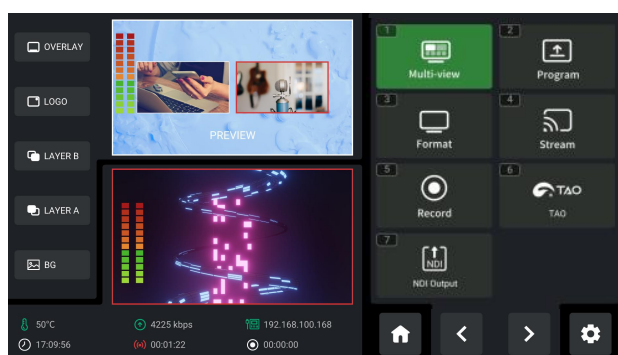 OVERLAY
LOGO
LAYER B
LAYER A
BG
PREVIEW
50°C
4225 kbps
192.168.100.168
17:09:56
00:01:22
00:00:00
1
Multi-view
2
Program
3
Format
4
Stream
5
Record
6
TAO
TAO
7
NDI
NDI Output